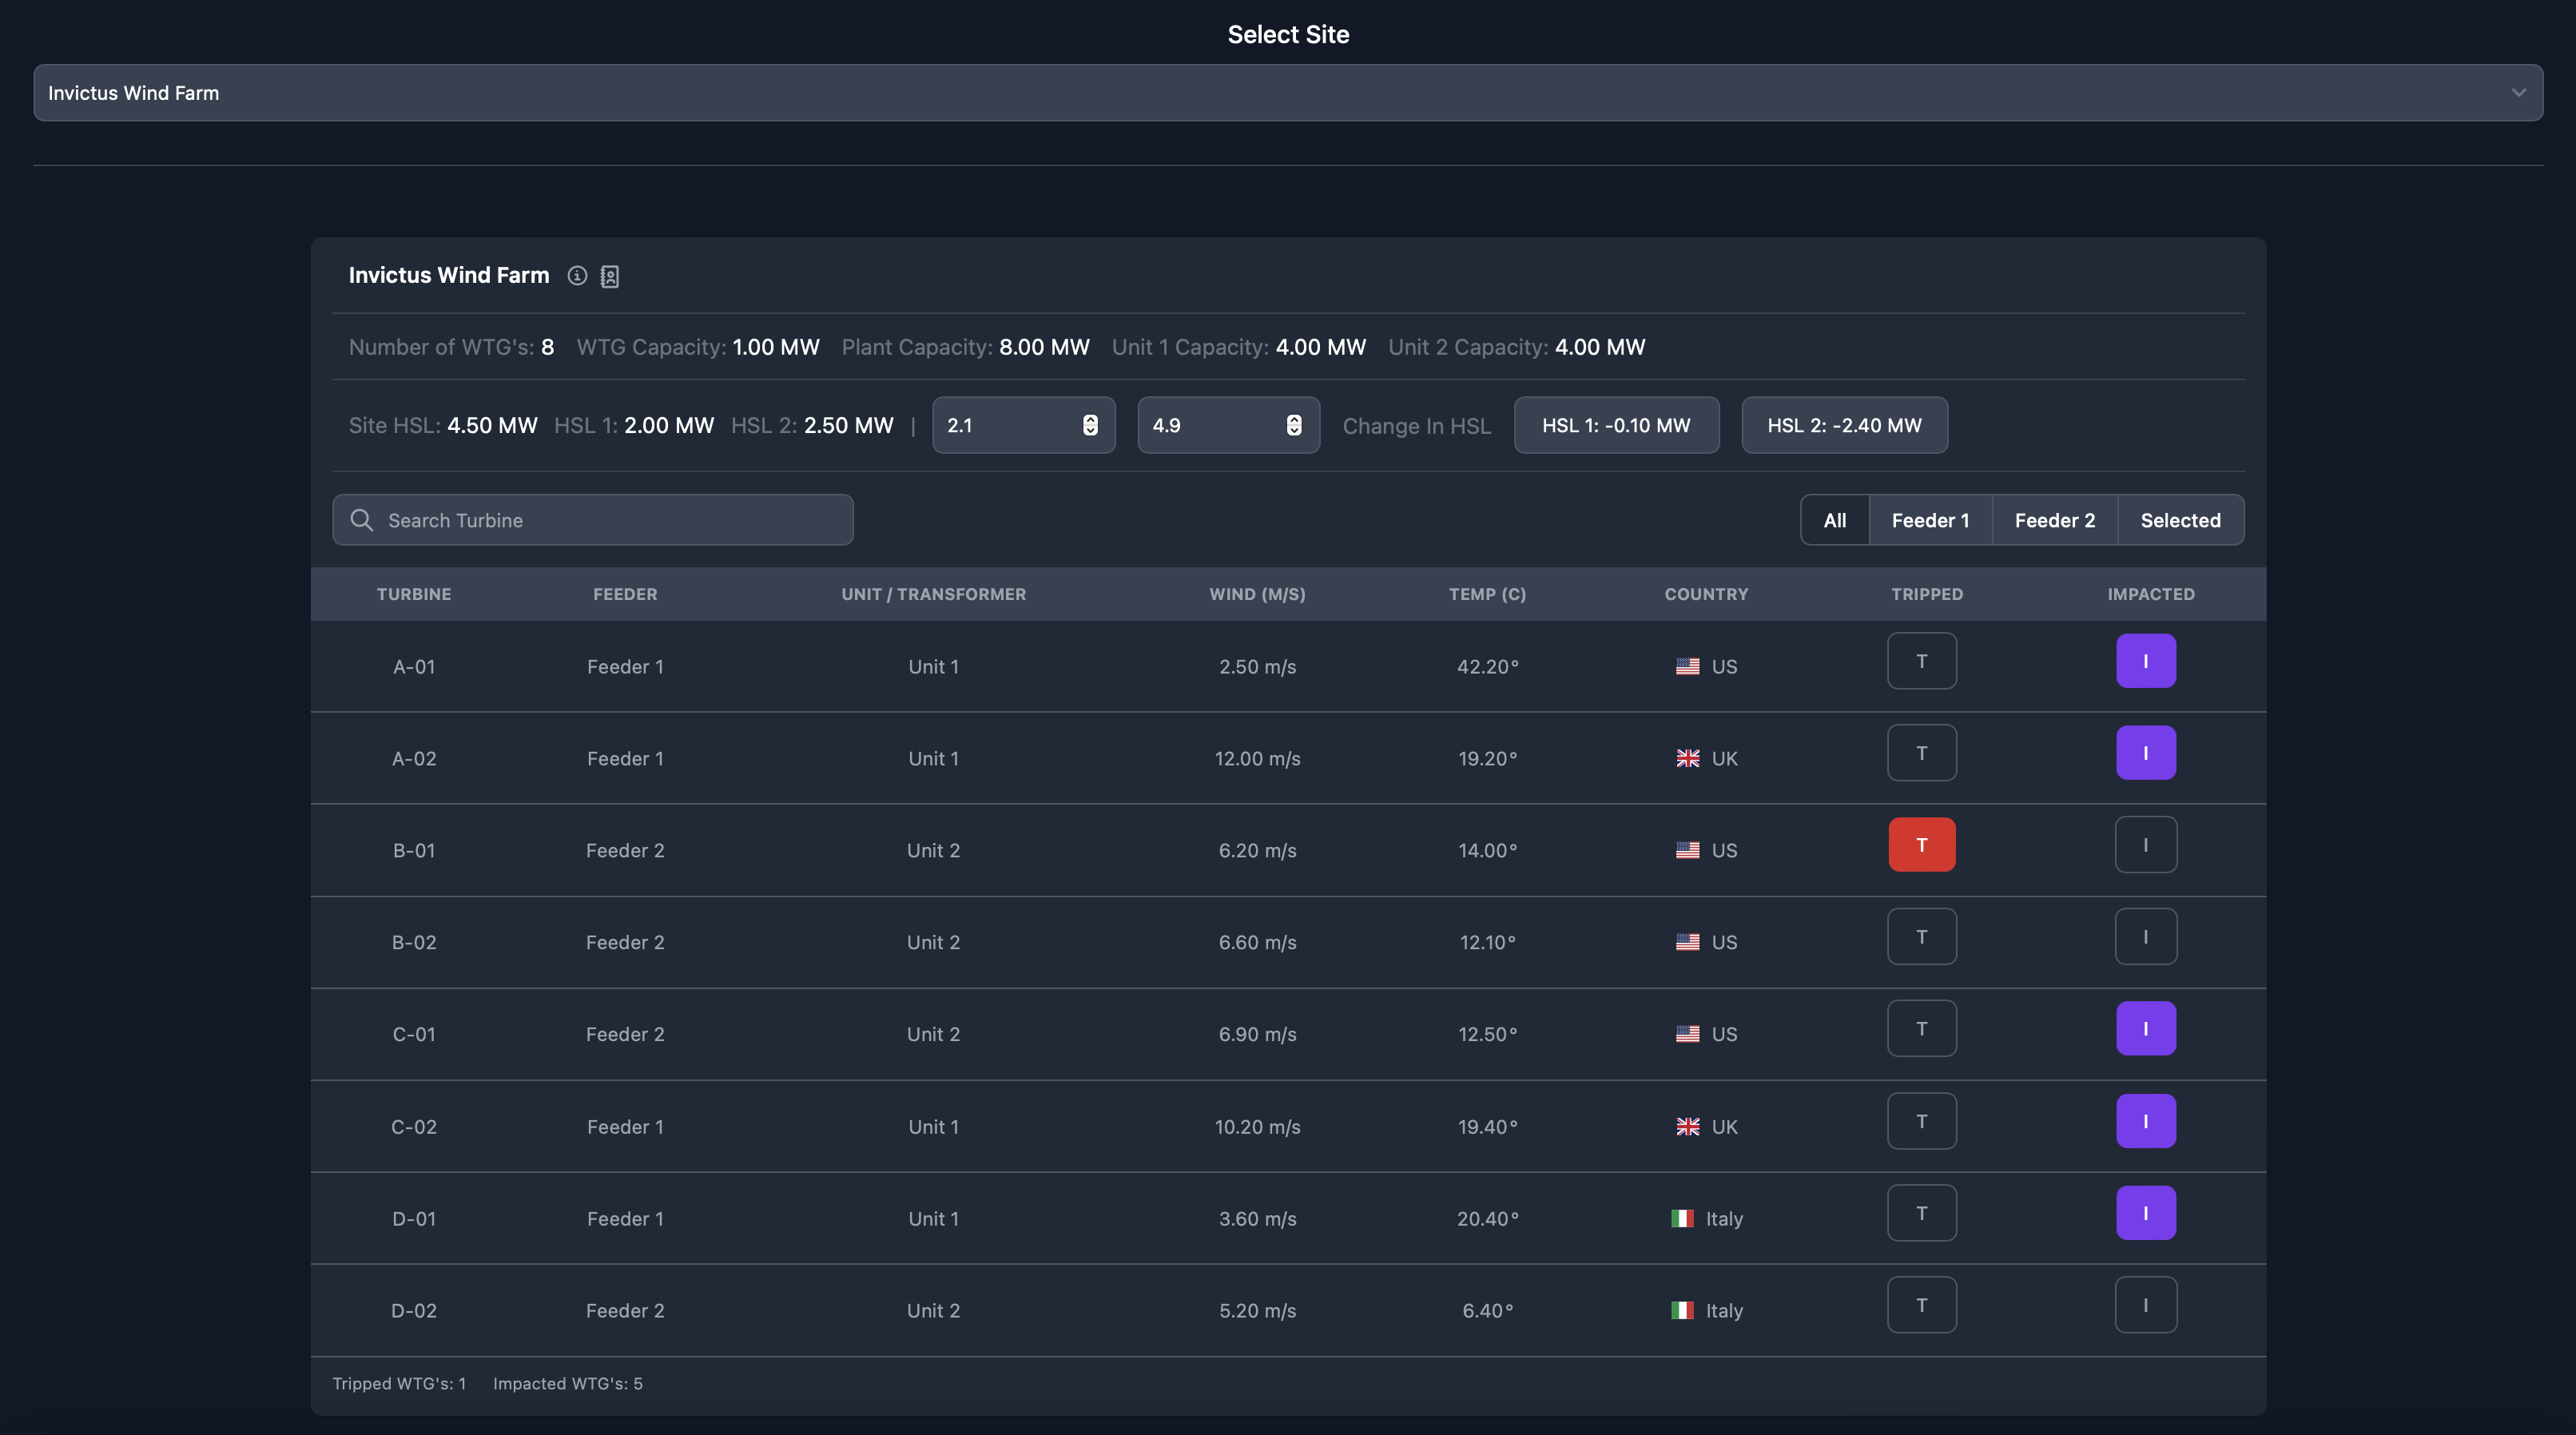 Select Site
Invictus Wind Farm
Invictus Wind Farm
Number of WTG's: 8 WTG Capacity: 1.00 MW Plant Capacity: 8.00 MW Unit 1 Capacity: 4.00 MW Unit 2 Capacity: 4.00 MW
Site HSL: 4.50 MW HSL 1: 2.00 MW HSL 2: 2.50 MW | 2.1 4.9 Change In HSL HSL 1: -0.10 MW HSL 2: -2.40 MW
Search Turbine All Feeder 1 Feeder 2 Selected
TURBINE FEEDER UNIT / TRANSFORMER WIND (M/S) TEMP (C) COUNTRY TRIPPED IMPACTED
A-01 Feeder 1 Unit 1 2.50 m/s 42.20° US T I
A-02 Feeder 1 Unit 1 12.00 m/s 19.20° UK T I
B-01 Feeder 2 Unit 2 6.20 m/s 14.00° US T I
B-02 Feeder 2 Unit 2 6.60 m/s 12.10° US T I
C-01 Feeder 2 Unit 2 6.90 m/s 12.50° US T I
C-02 Feeder 1 Unit 1 10.20 m/s 19.40° UK T I
D-01 Feeder 1 Unit 1 3.60 m/s 20.40° Italy T I
D-02 Feeder 2 Unit 2 5.20 m/s 6.40° Italy T I
Tripped WTG's: 1 Impacted WTG's: 5